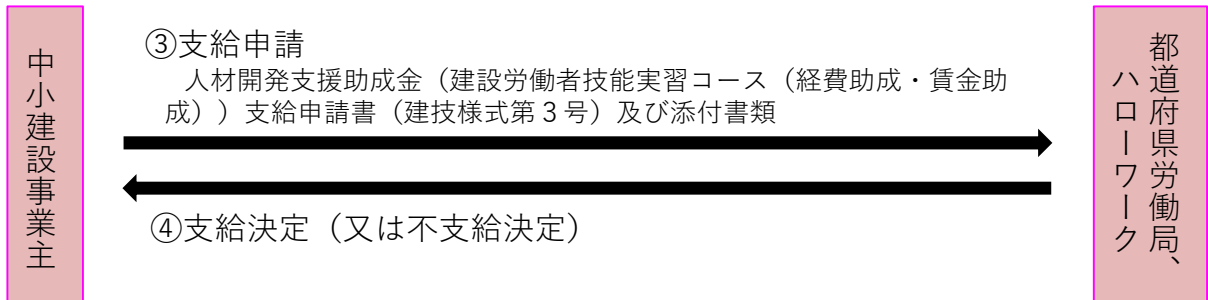 中小建設事業主
③支給申請
人材開発支援助成金（建設労働者技能実習コース（経費助成・賃金助
成））支給申請書（建技様式第３号）及び添付書類
④支給決定（又は不支給決定）
都道府県労働局、
ハローワーク